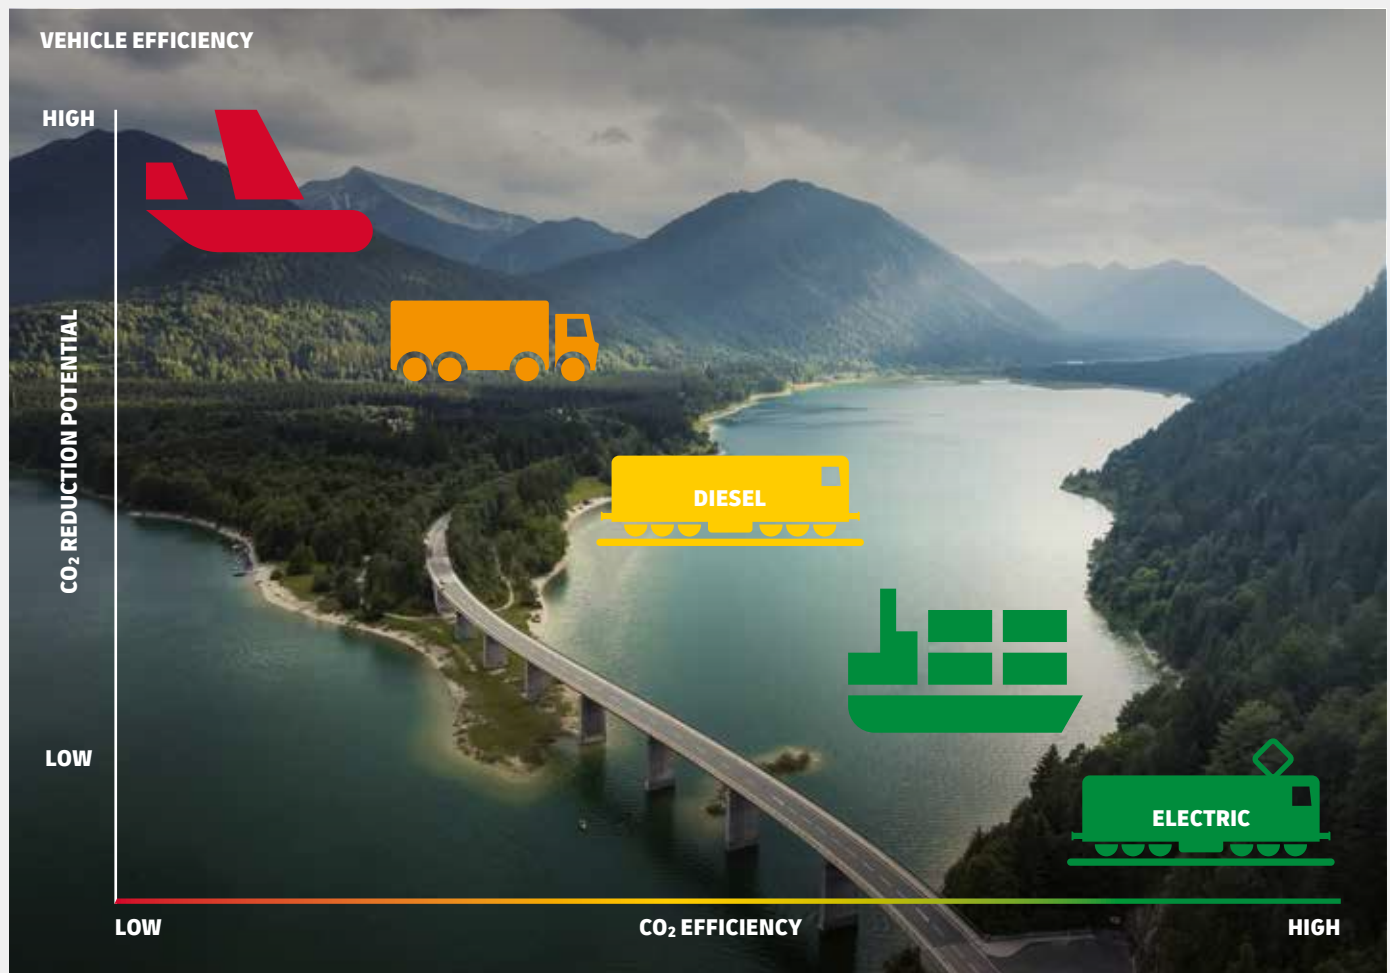 VEHICLE EFFICIENCY
HIGH
CO₂ REDUCTION POTENTIAL
DIESEL
LOW
ELECTRIC
LOW
CO₂ EFFICIENCY
HIGH